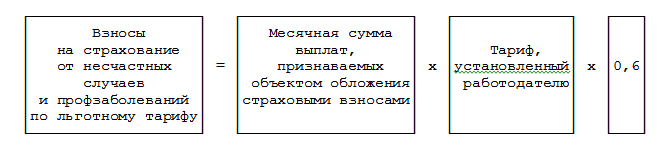 Взносы
на страхование
от несчастных
случаев
и профзаболеваний
по льготному тарифу
=
Месячная сумма
выплат,
признаваемых
объектом обложения
страховыми взносами
х
Тариф,
установленный
работодателю
х
0,6